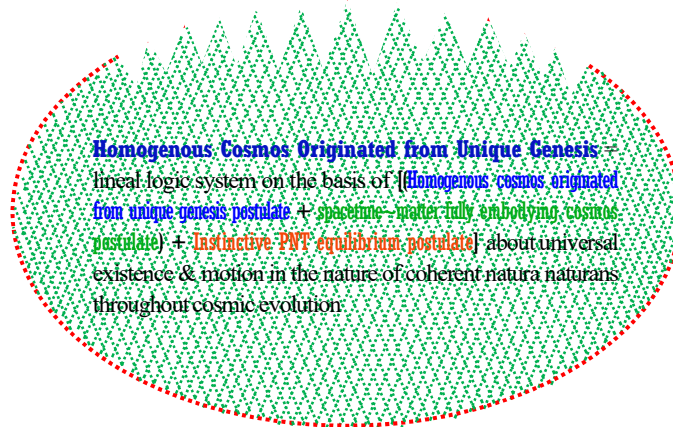 Homogenous Cosmos Originated from Unique Genesis –
lineal logic system on the basis of [(Homogenous cosmos originated
from unique genesis postulate + spacetime~matter fully embodying cosmos
postulate) + Instinctive PNT equilibrium postulate] about universal
existence & motion in the nature of coherent natura naturans
throughout cosmic evolution